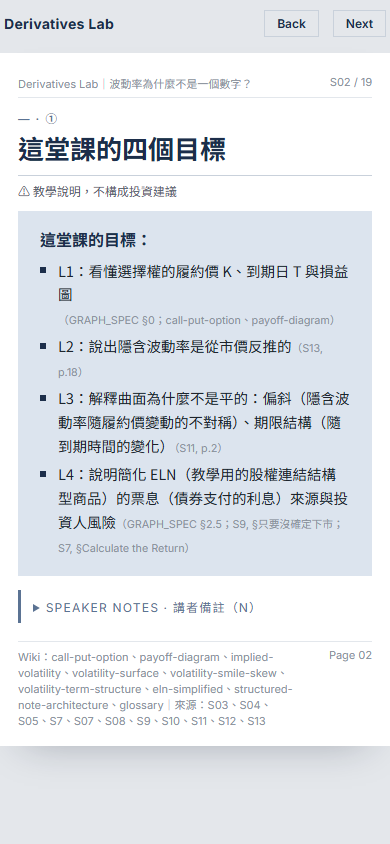 Derivatives Lab
Back
Next
Derivatives Lab｜波動率為什麼不是一個數字？
S02 / 19
一 · ①
這堂課的四個目標
⚠ 教學說明，不構成投資建議
這堂課的目標：
L1：看懂選擇權的履約價 K、到期日 T 與損益
圖
（GRAPH_SPEC §0；call-put-option、payoff-diagram）
L2：說出隱含波動率是從市價反推的（S13,
p.18）
L3：解釋曲面為什麼不是平的：偏斜（隱含波
動率隨履約價變動的不對稱）、期限結構（隨
到期時間的變化）（S11, p.2）
L4：說明簡化 ELN（教學用的股權連結結構
型商品）的票息（債券支付的利息）來源與投
資人風險（GRAPH_SPEC §2.5；S9, §只要沒確定下市；
S7, §Calculate the Return）
▶ SPEAKER NOTES · 講者備註（N）
Wiki：call-put-option、payoff-diagram、implied-
volatility、volatility-surface、volatility-smile-skew、
volatility-term-structure、eln-simplified、structured-
note-architecture、glossary｜來源：S03、S04、
S05、S7、S07、S08、S9、S10、S11、S12、S13
Page 02